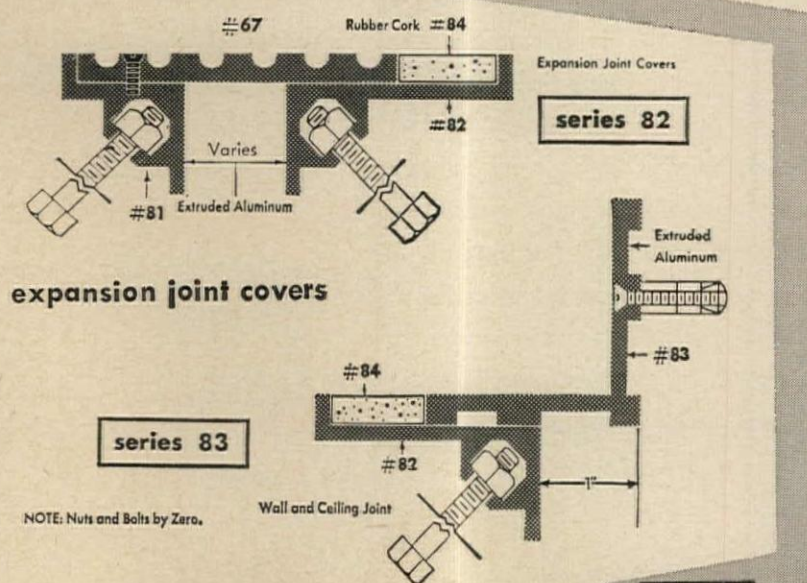 #67
Rubber Cork #84
Expansion Joint Covers
series 82
#82
Varies
#81
Extruded Aluminum
Extruded
Aluminum
expansion joint covers
#83
#84
series 83
#82
1"
Wall and Ceiling Joint
NOTE: Nuts and Bolts by Zero.